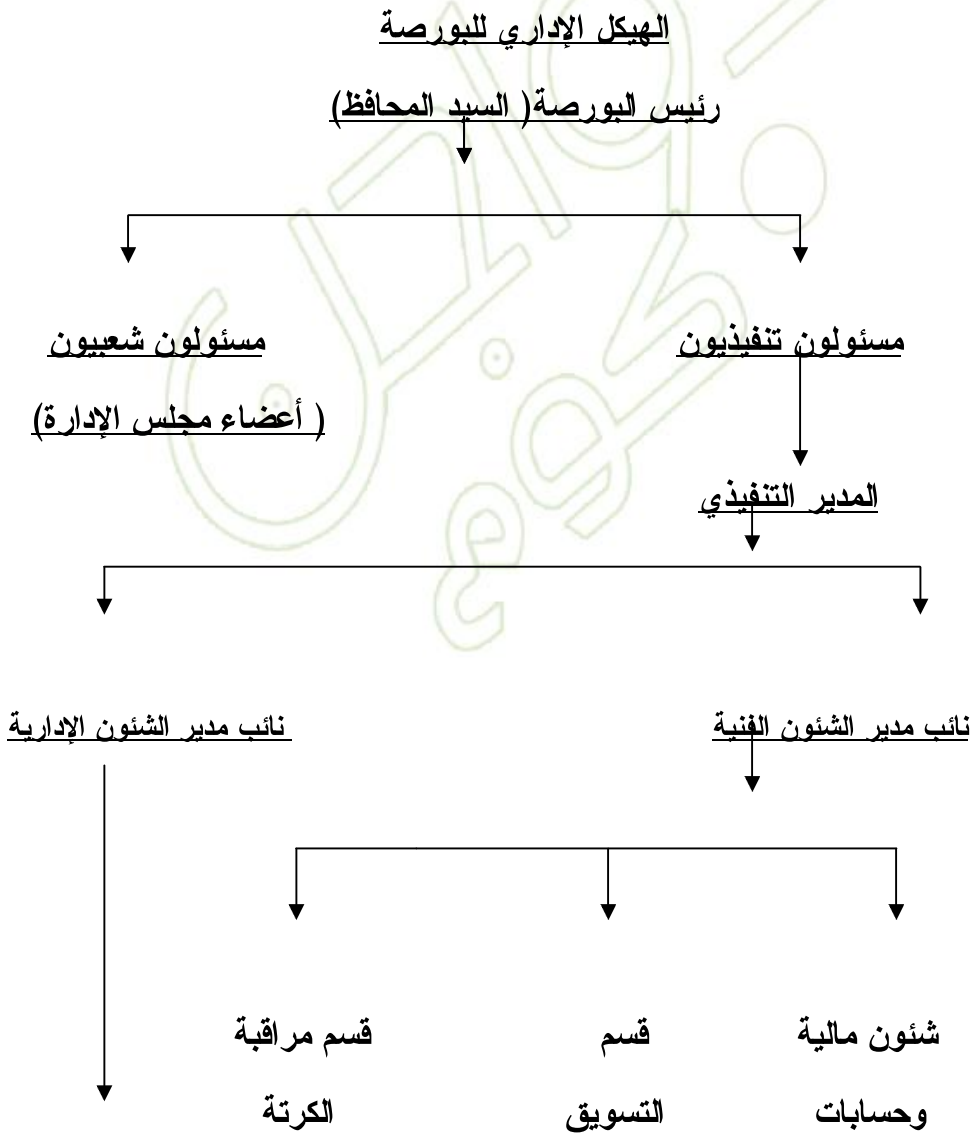 الهيكل الإداري للبورصة
رئيس البورصة( السيد المحافظ)
مسئولون تنفيذيون
مسئولون شعبيون
( أعضاء مجلس الإدارة)
المدير التنفيذي
نائب مدير الشئون الفنية
نائب مدير الشئون الإدارية
شئون مالية
وحسابات
قسم
التسويق
قسم مراقبة
الكرتة